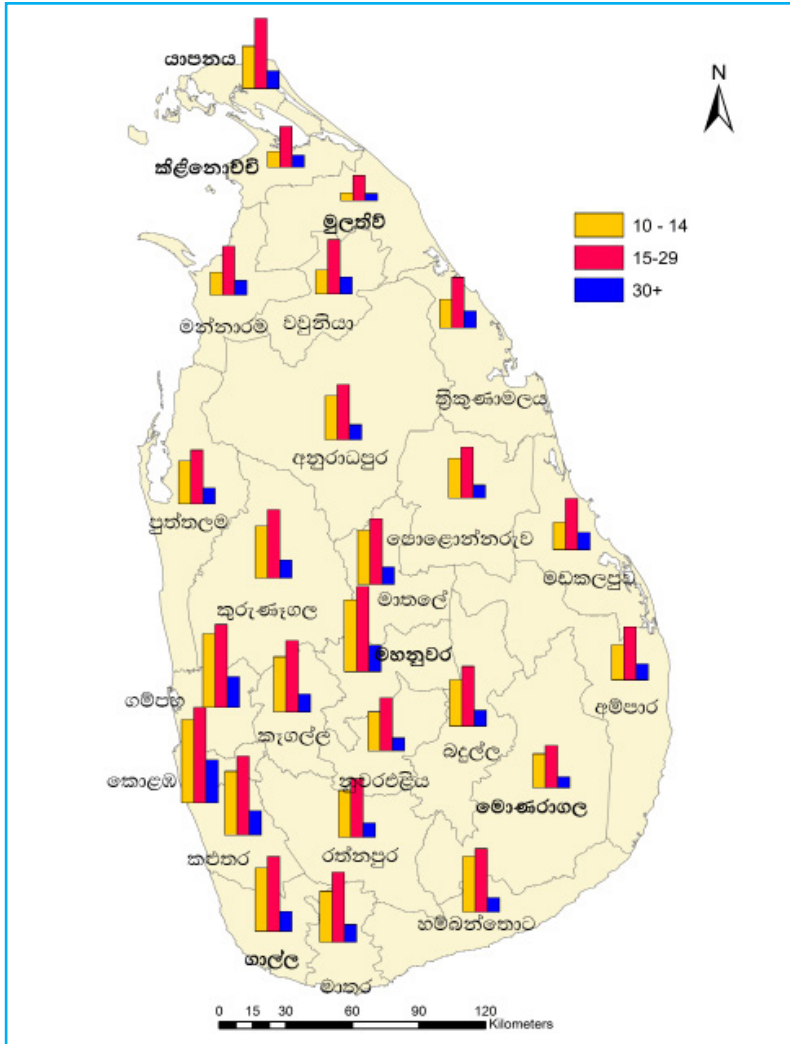 යාපනය
N
කිළිනොච්චි
මුලතිව්
10 - 14
15-29
30+
මන්නාරම
වවුනියා
ත්‍රිකුණාමලය
අනුරාධපුර
පුත්තලම
පොළොන්නරුව
මඩකලපුව
මාතලේ
කුරුණෑගල
මහනුවර
ගම්පහ
කෑගල්ල
අම්පාර
බදුල්ල
කොළඹ
නුවරඑළිය
මොණරාගල
කළුතර
රත්නපුර
හම්බන්තොට
ගාල්ල
මාතර
0 15 30 60 90 120
Kilometers